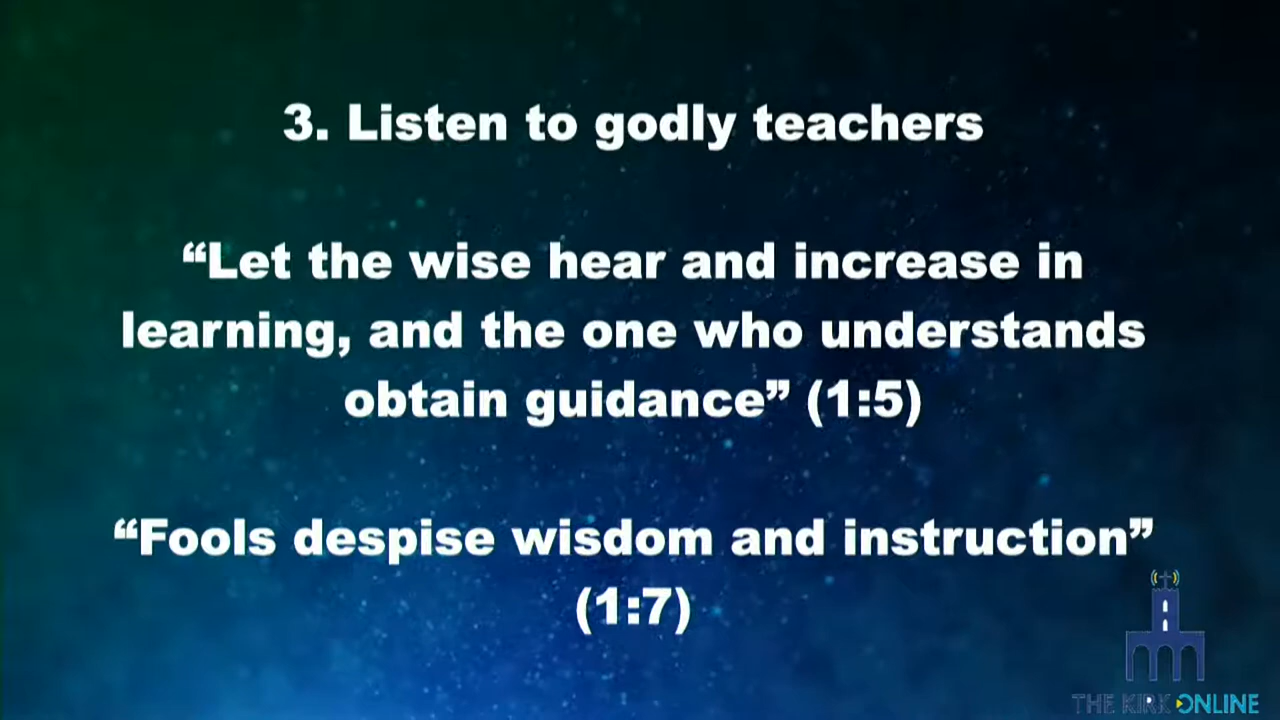 3. Listen to godly teachers
“Let the wise hear and increase in
learning, and the one who understands
obtain guidance” (1:5)
“Fools despise wisdom and instruction”
(1:7)
THE KIRK ONLINE